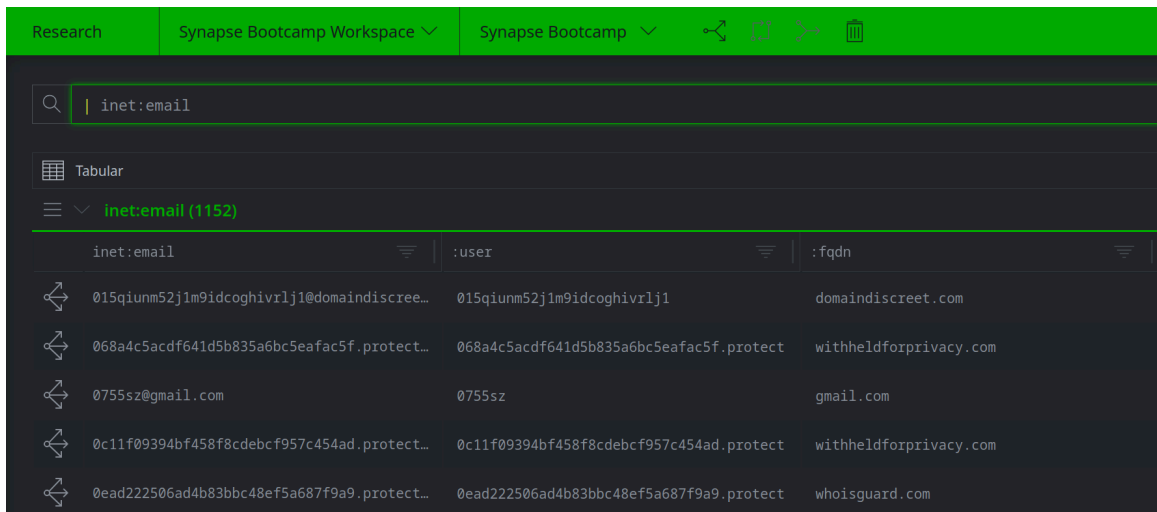 Research Synapse Bootcamp Workspace Synapse Bootcamp
| inet:email
Tabular
inet:email (1152)
inet:email :user :fqdn
015qiunm52j1m9idcoghivrlj1@domaindiscree… 015qiunm52j1m9idcoghivrlj1 domaindiscreet.com
068a4c5acdf641d5b835a6bc5eafac5f.protect… 068a4c5acdf641d5b835a6bc5eafac5f.protect withheldforprivacy.com
0755sz@gmail.com 0755sz gmail.com
0c11f09394bf458f8cdebcf957c454ad.protect… 0c11f09394bf458f8cdebcf957c454ad.protect withheldforprivacy.com
0ead222506ad4b83bbc48ef5a687f9a9.protect… 0ead222506ad4b83bbc48ef5a687f9a9.protect whoisguard.com